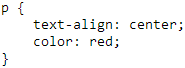 p {
    text-align: center;
    color: red;
}